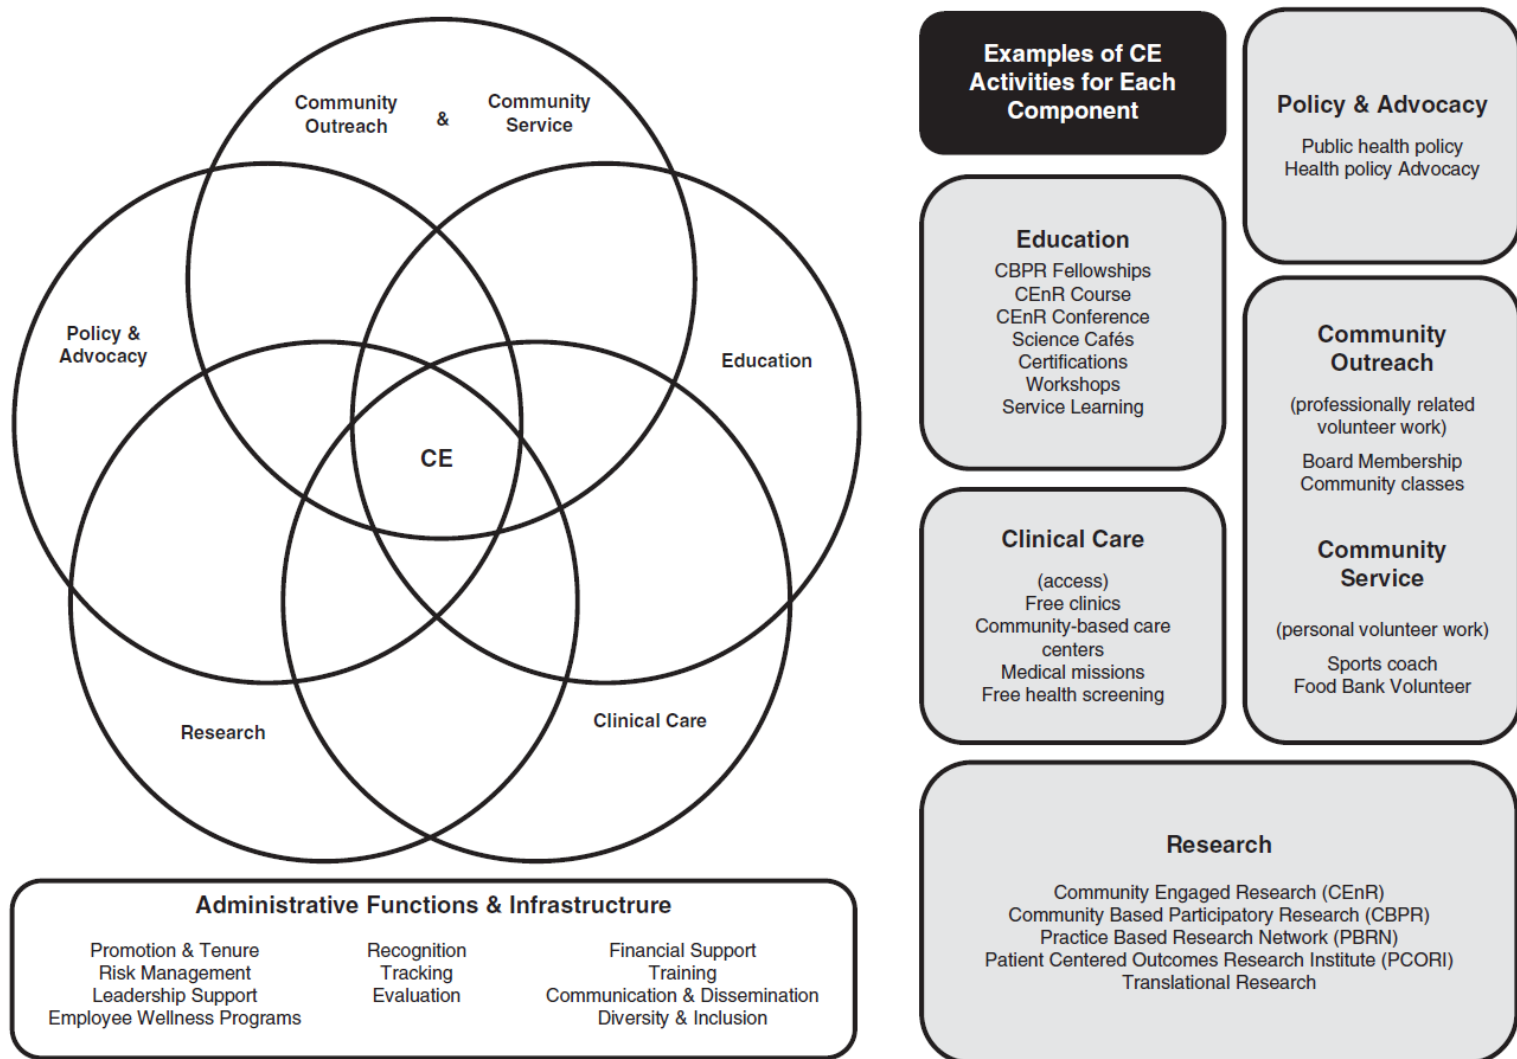 Community
Outreach
&
Community
Service
Policy &
Advocacy
Education
CE
Research
Clinical Care
Administrative Functions & Infrastructrure
Promotion & Tenure
Risk Management
Leadership Support
Employee Wellness Programs
Recognition
Tracking
Evaluation
Financial Support
Training
Communication & Dissemination
Diversity & Inclusion
Examples of CE
Activities for Each
Component
Education
CBPR Fellowships
CEnR Course
CEnR Conference
Science Cafés
Certifications
Workshops
Service Learning
Clinical Care
(access)
Free clinics
Community-based care
centers
Medical missions
Free health screening
Policy & Advocacy
Public health policy
Health policy Advocacy
Community
Outreach
(professionally related
volunteer work)
Board Membership
Community classes
Community
Service
(personal volunteer work)
Sports coach
Food Bank Volunteer
Research
Community Engaged Research (CEnR)
Community Based Participatory Research (CBPR)
Practice Based Research Network (PBRN)
Patient Centered Outcomes Research Institute (PCORI)
Translational Research